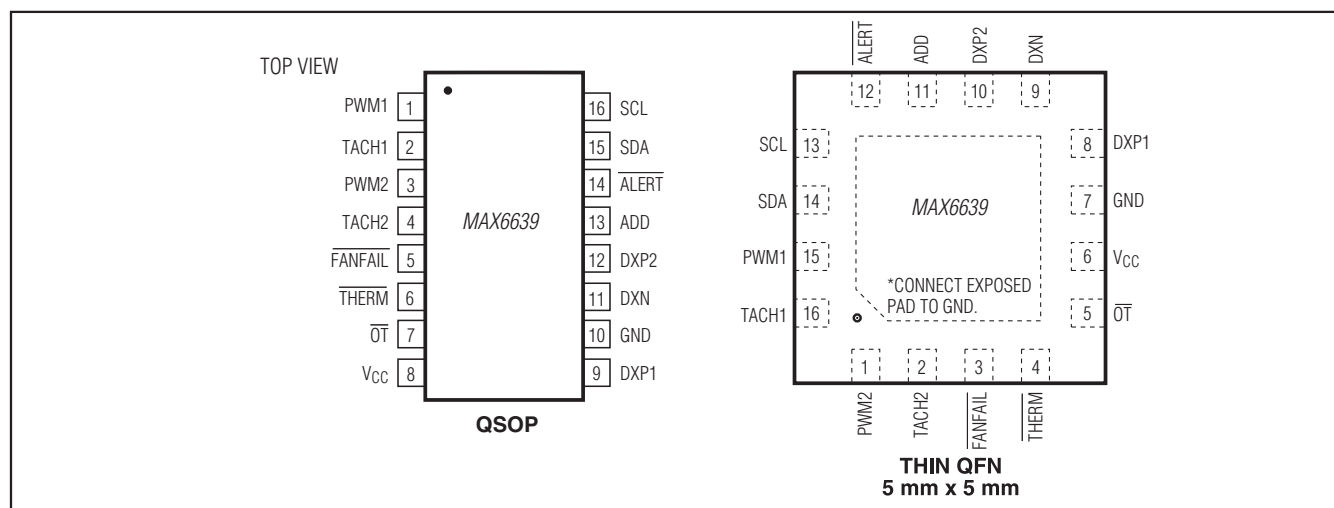 TOP VIEW
PWM1 1
TACH1 2
PWM2 3
TACH2 4
FANFAIL 5
THERM 6
OT 7
VCC 8
MAX6639
16 SCL
15 SDA
14 ALERT
13 ADD
12 DXP2
11 DXN
10 GND
9 DXP1
QSOP
ALERT ADD DXP2 DXN
12 11 10 9
SCL 13
SDA 14
PWM1 15
TACH1 16
MAX6639
*CONNECT EXPOSED
PAD TO GND.
8 DXP1
7 GND
6 VCC
5 OT
1 2 3 4
PWM2 TACH2 FANFAIL THERM
THIN QFN
5 mm x 5 mm